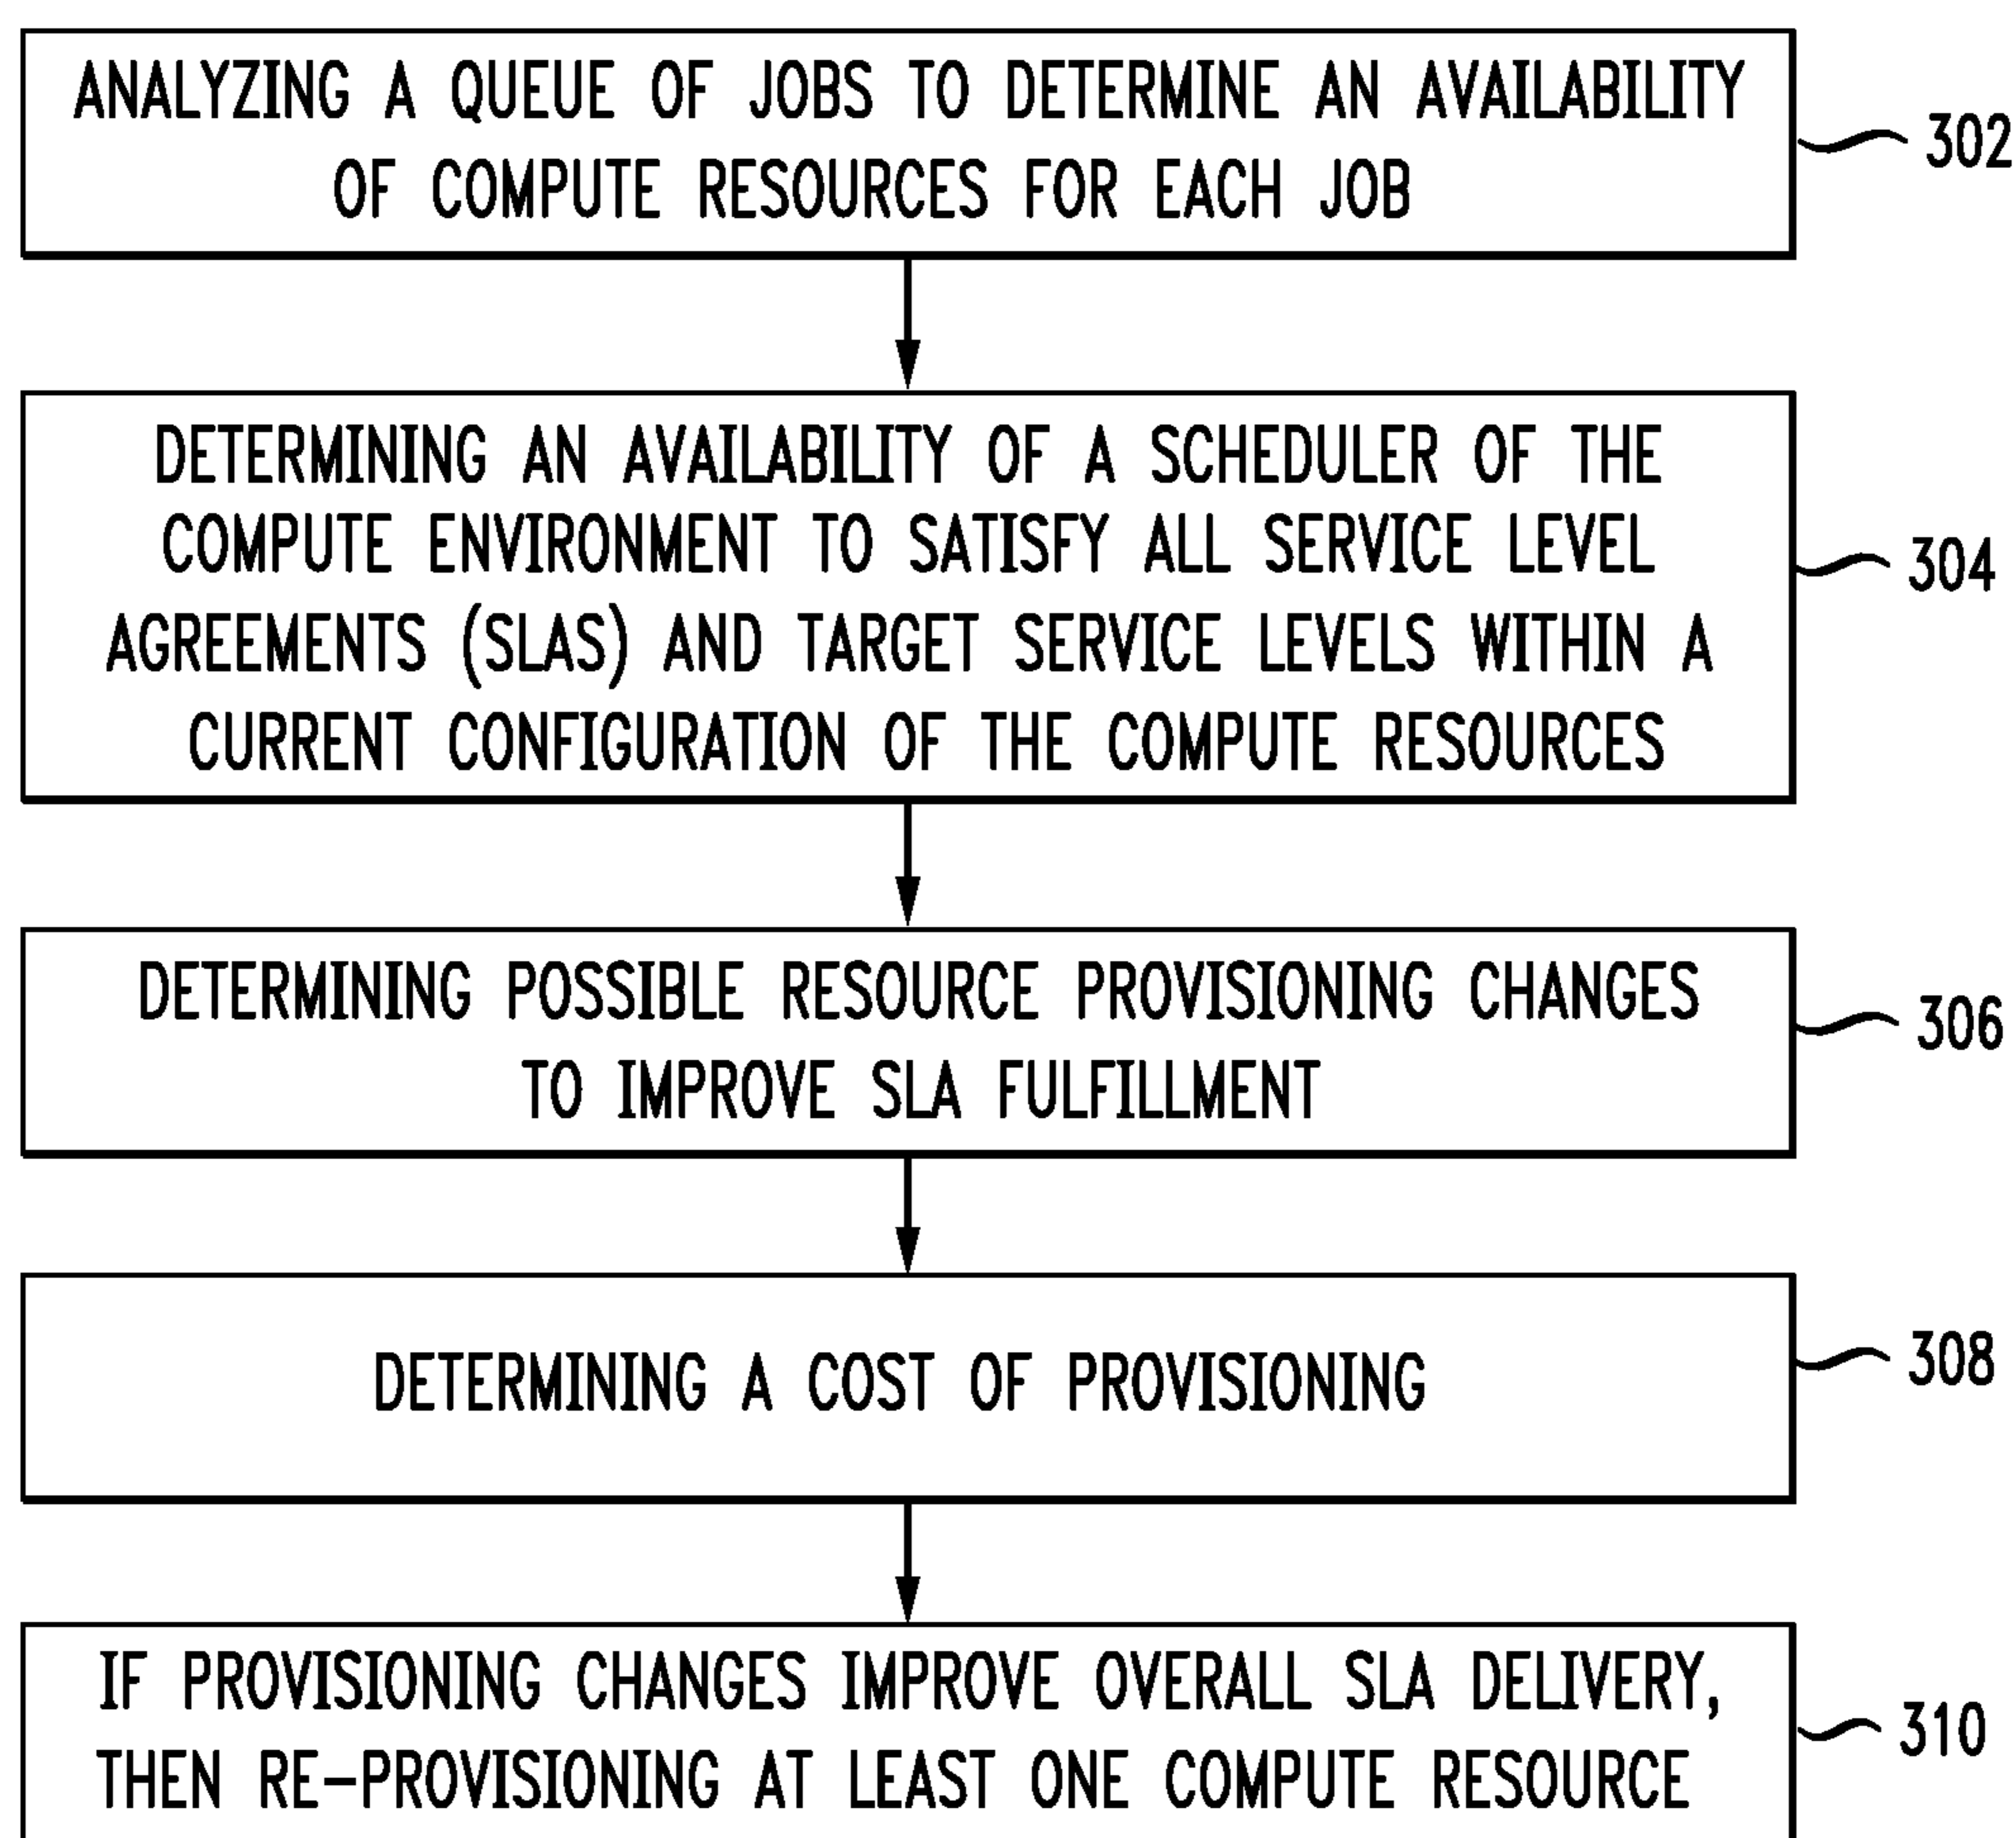 ANALYZING A QUEUE OF JOBS TO DETERMINE AN AVAILABILITY
OF COMPUTE RESOURCES FOR EACH JOB
302
DETERMINING AN AVAILABILITY OF A SCHEDULER OF THE
COMPUTE ENVIRONMENT TO SATISFY ALL SERVICE LEVEL
AGREEMENTS (SLAS) AND TARGET SERVICE LEVELS WITHIN A
CURRENT CONFIGURATION OF THE COMPUTE RESOURCES
304
DETERMINING POSSIBLE RESOURCE PROVISIONING CHANGES
TO IMPROVE SLA FULFILLMENT
306
DETERMINING A COST OF PROVISIONING
308
IF PROVISIONING CHANGES IMPROVE OVERALL SLA DELIVERY,
THEN RE-PROVISIONING AT LEAST ONE COMPUTE RESOURCE
310